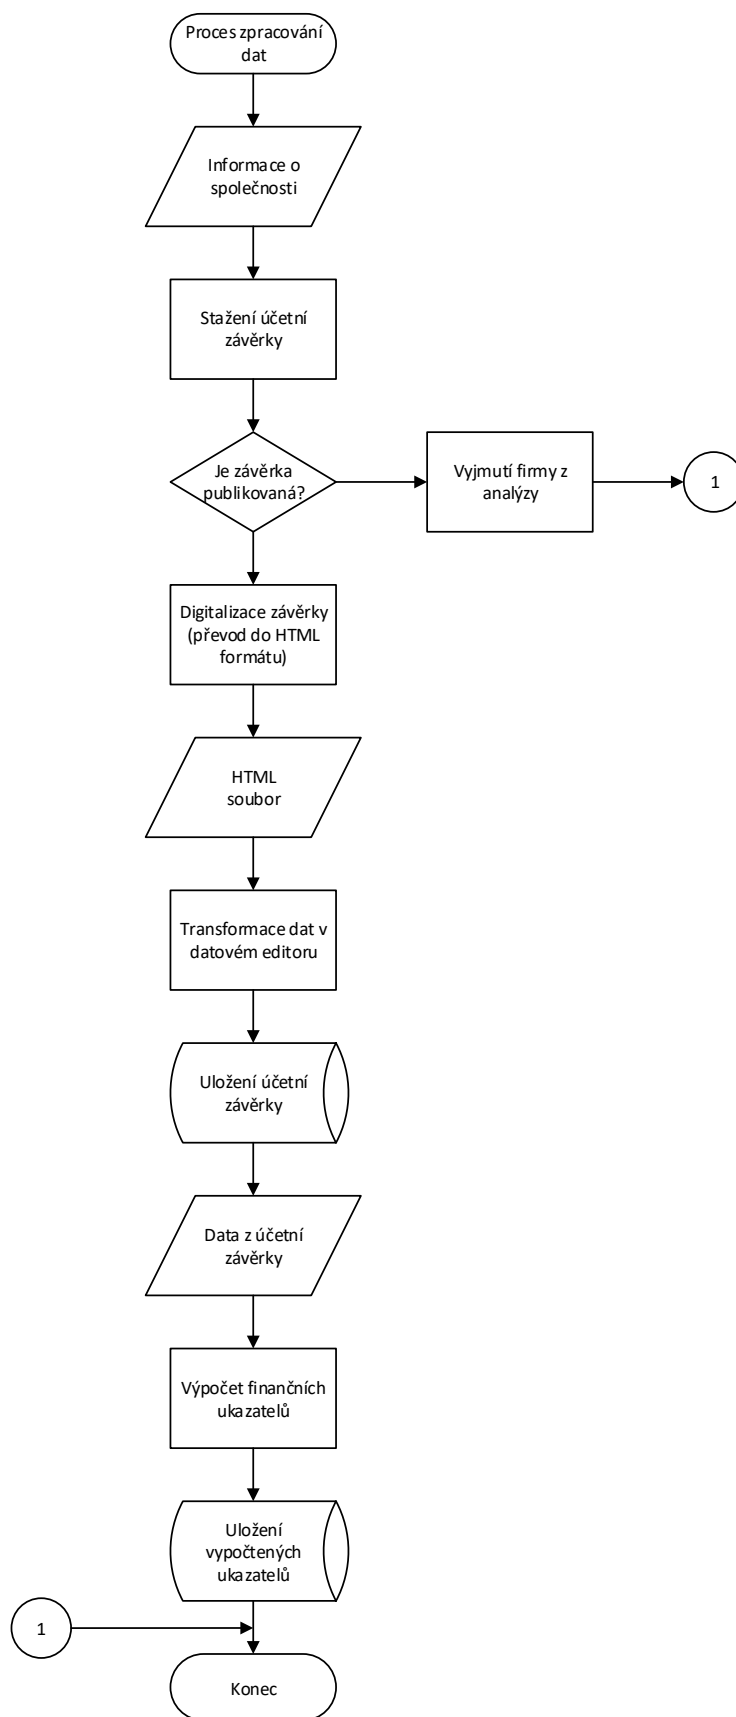 Proces zpracování
dat
Informace o
společnosti
Stažení účetní
závěrky
Je závěrka
publikovaná?
Vyjmutí firmy z
analýzy
1
Digitalizace závěrky
(převod do HTML
formátu)
HTML
soubor
Transformace dat v
datovém editoru
Uložení účetní
závěrky
Data z účetní
závěrky
Výpočet finančních
ukazatelů
Uložení
vypočtených
ukazatelů
1
Konec